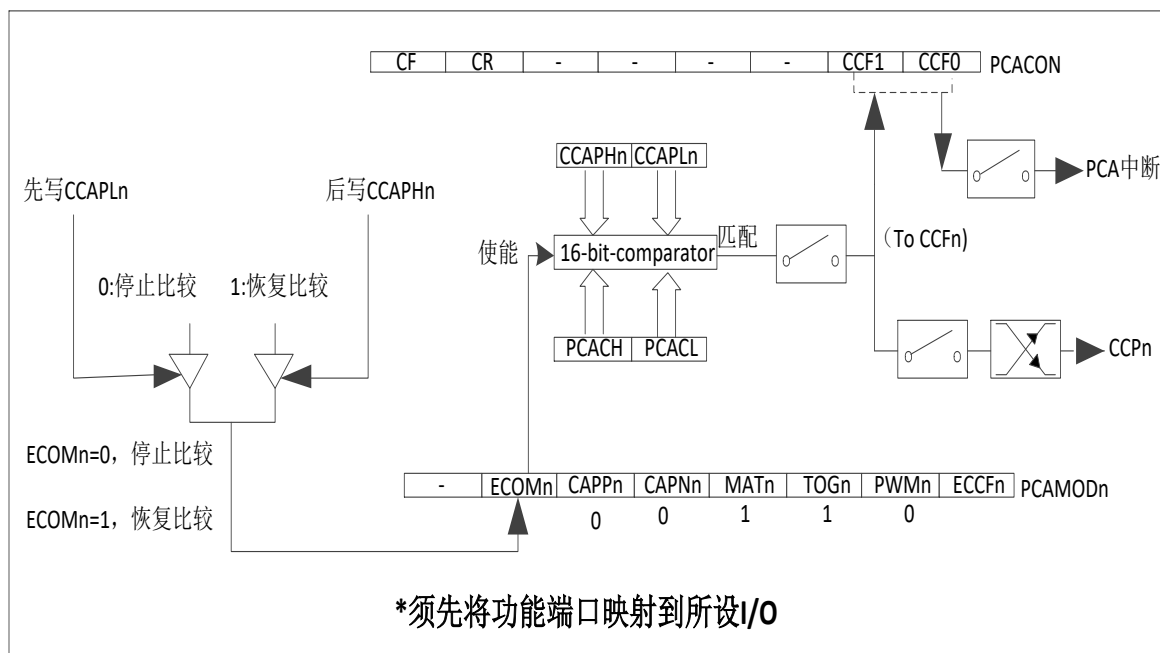 CF CR - - - - CCF1 CCF0 PCACON
CCAPHn CCAPLn
PCA中断
先写CCAPLn
后写CCAPHn
使能
16-bit-comparator
匹配
（To CCFn)
0:停止比较
1:恢复比较
PCACH PCACL
CCPn
ECOMn=0，停止比较
- ECOMn CAPPn CAPNn MATn TOGn PWMn ECCFn PCAMODn
0 0 1 1 0
ECOMn=1，恢复比较
*须先将功能端口映射到所设I/O